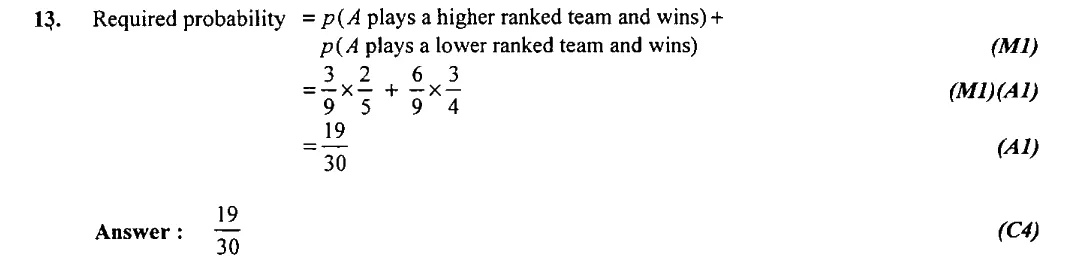 13. Required probability = p(A plays a higher ranked team and wins) +
p(A plays a lower ranked team and wins) (M1)
= 3/9 × 2/5 + 6/9 × 3/4 (M1)(A1)
= 19/30 (A1)
Answer : 19/30 (C4)